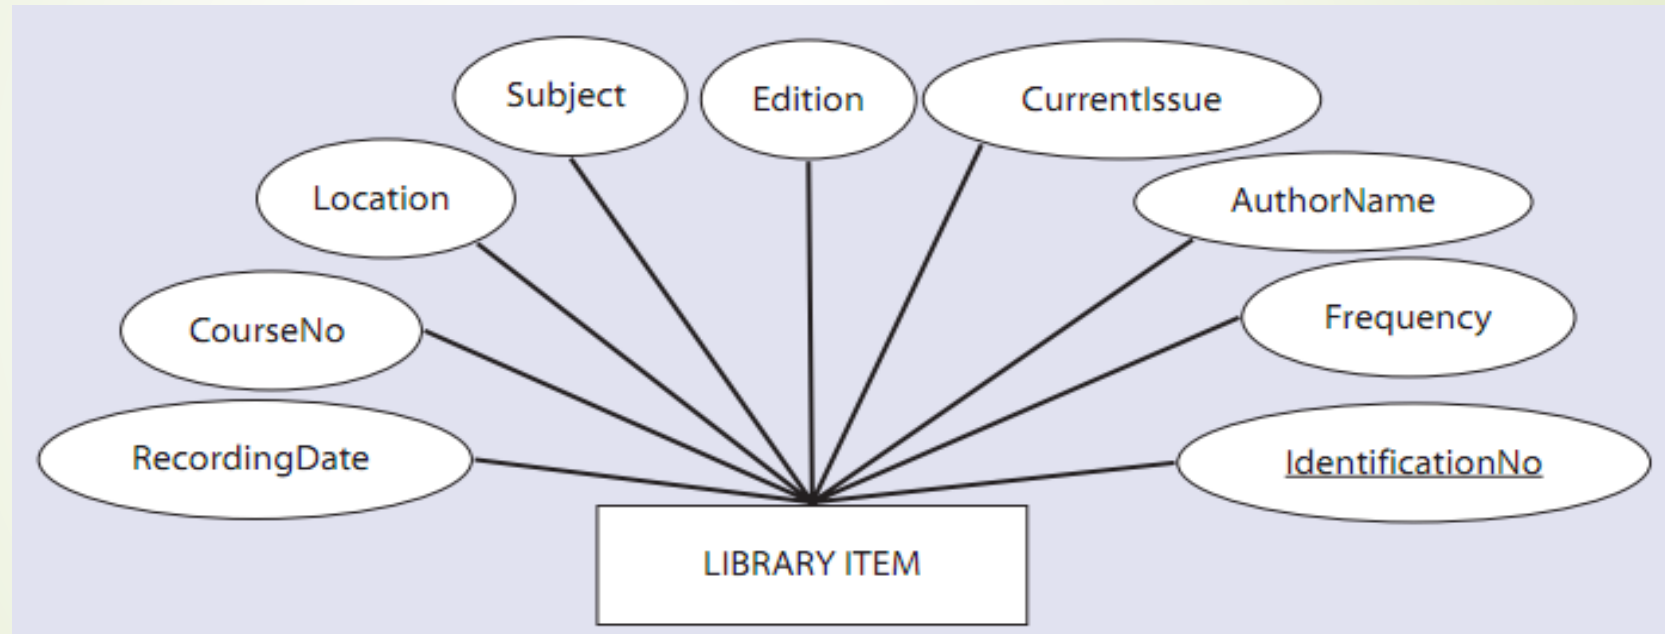 Subject
Edition
CurrentIssue
Location
AuthorName
CourseNo
Frequency
RecordingDate
IdentificationNo
LIBRARY ITEM